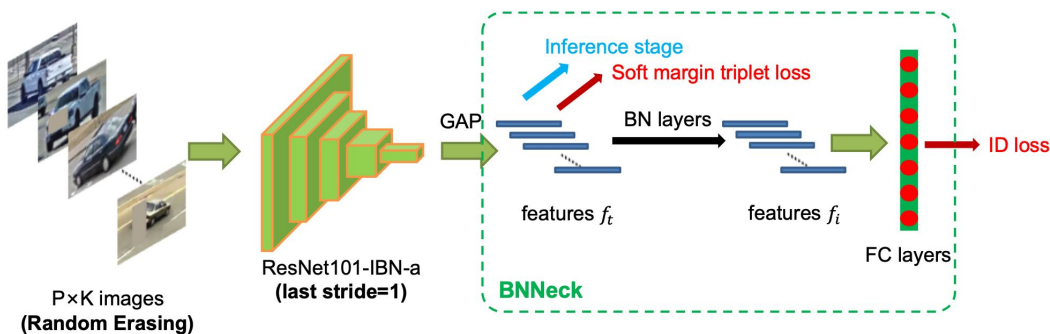 Inference stage
Soft margin triplet loss
GAP
BN layers
ID loss
features f_t
features f_i
FC layers
ResNet101-IBN-a
(last stride=1)
BNNeck
P×K images
(Random Erasing)